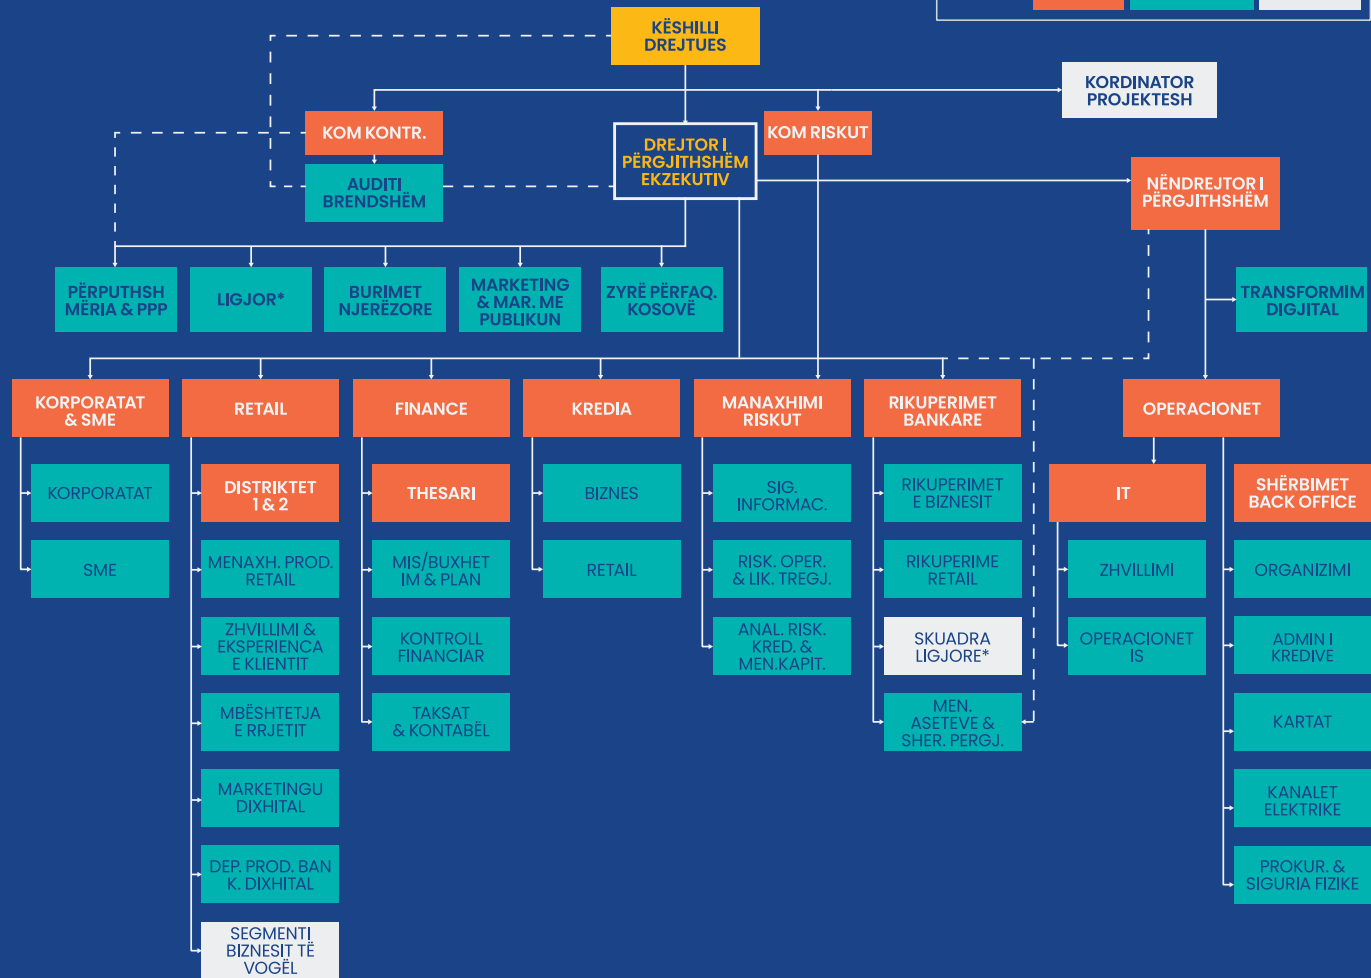 KËSHILLI
DREJTUES
KORDINATOR
PROJEKTESH
KOM KONTR.
DREJTOR I
PËRGJITHSHËM
EKZEKUTIV
KOM RISKUT
AUDITI
BRENDSHËM
NËNDREJTOR I
PËRGJITHSHËM
PËRPUTHSH
MËRIA & PPP
LIGJOR*
BURIMET
NJERËZORE
MARKETING
& MAR. ME
PUBLIKUN
ZYRË PËRFAQ.
KOSOVË
TRANSFORMIM
DIGJITAL
KORPORATAT
& SME
RETAIL
FINANCE
KREDIA
MANAXHIMI
RISKUT
RIKUPERIMET
BANKARE
OPERACIONET
KORPORATAT
SME
DISTRIKTET
1 & 2
MENAXH. PROD.
RETAIL
ZHVILLIMI &
EKSPERIENCA
E KLIENTIT
MBËSHTETJA
E RRJETIT
MARKETINGU
DIXHITAL
DEP. PROD. BAN
K. DIXHITAL
SEGMENTI
BIZNESIT TË
VOGËL
THESARI
MIS/BUXHET
IM & PLAN
KONTROLL
FINANCIAR
TAKSAT
& KONTABËL
BIZNES
RETAIL
SIG.
INFORMAC.
RISK. OPER.
& LIK. TREGJ.
ANAL. RISK.
KRED. &
MEN.KAPIT.
RIKUPERIMET
E BIZNESIT
RIKUPERIME
RETAIL
SKUADRA
LIGJORE*
MEN.
ASETEVE &
SHER. PERGJ.
IT
ZHVILLIMI
OPERACIONET
IS
SHËRBIMET
BACK OFFICE
ORGANIZIMI
ADMIN I
KREDIVE
KARTAT
KANALET
ELEKTRIKE
PROKUR. &
SIGURIA FIZIKE